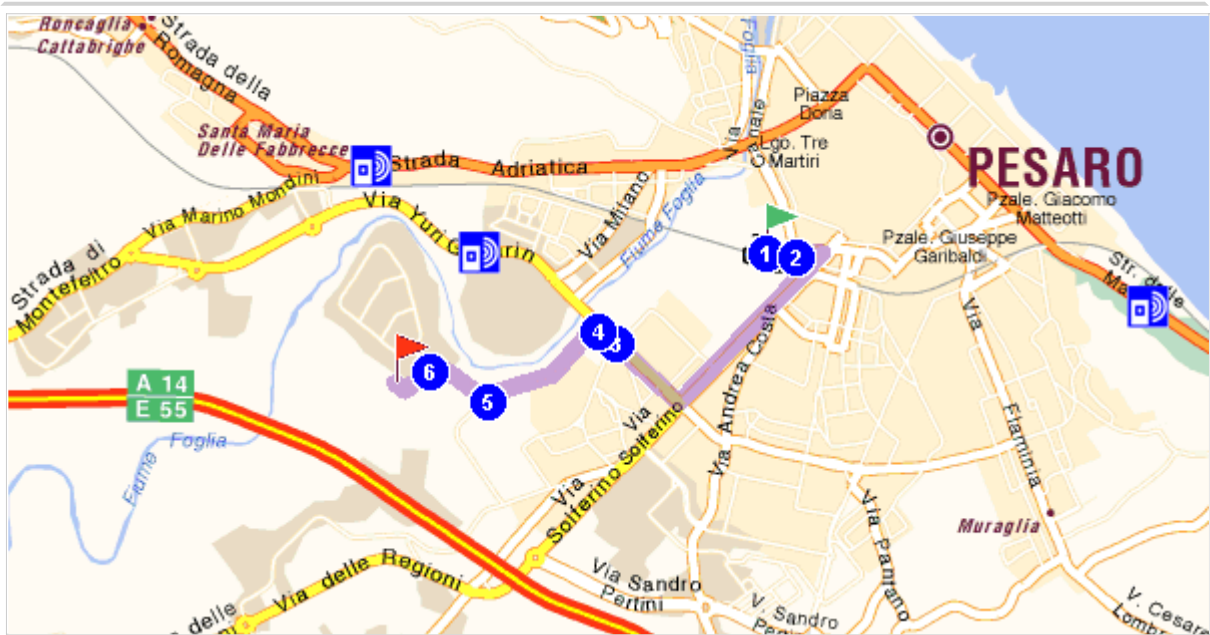 Roncaglia
Cattabrighe
Strada della
Romagna
Santa Maria
Delle Fabbrecce
Strada
Adriatica
Via Marino Mondini
Via Yuri
Strada di
Montefeltro
Via Milano
Fiume Foglia
Foglia
Via
Piazza
Doria
Lgo. Tre
Martiri
PESARO
Pzale. Giacomo
Matteotti
Pzale. Giuseppe
Garibaldi
Str. delle
1
2
4
3
6
5
A 14
E 55
Fiume
Foglia
Via
Solferino
Via
Solferino
Via Andrea Costa
Via
Flaminia
Muraglia
Via Pantano
Via delle Regioni
delle
Via Sandro
Pertini
V. Sandro
V. Cesare